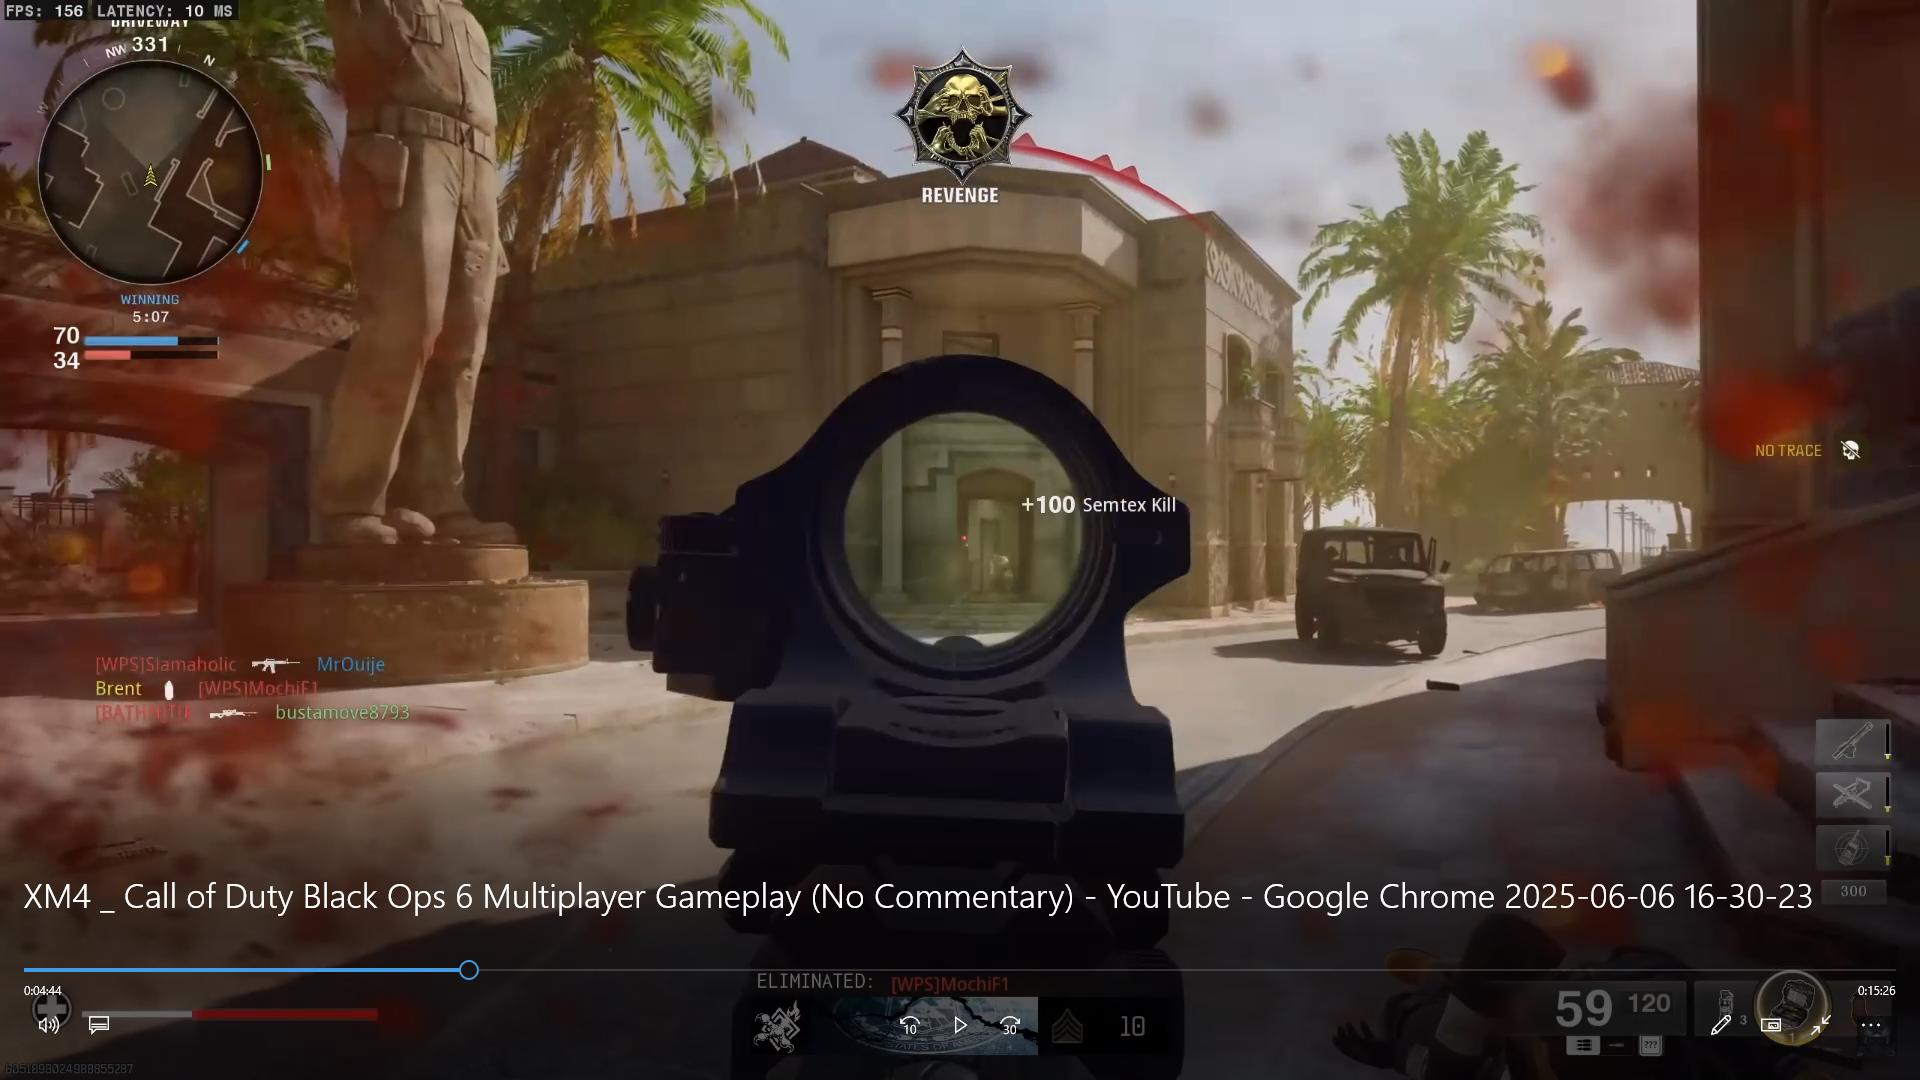 FPS: 156 LATENCY: 10 MS
DRIVEWAY
NW 331 N
WINNING
5:07
70
34
REVENGE
NO TRACE
+100 Semtex Kill
[WPS]Slamaholic MrOuije
Brent [WPS]MochiF1
bustamove8793
300
XM4 _ Call of Duty Black Ops 6 Multiplayer Gameplay (No Commentary) - YouTube - Google Chrome 2025-06-06 16-30-23
0:04:44
0:15:26
ELIMINATED: [WPS]MochiF1
10
30
10
59 120
3
???